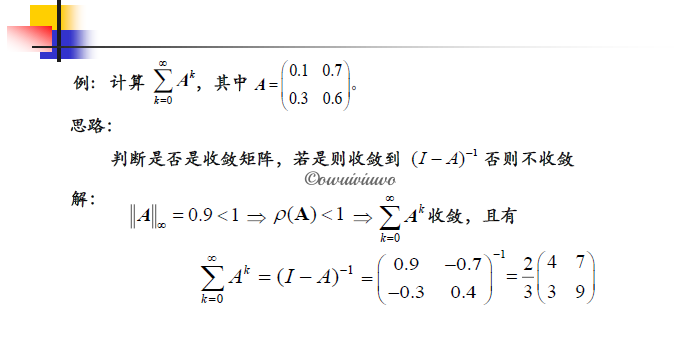 例: 计算 $\sum_{k=0}^{\infty} A^k$, 其中 $A=\begin{pmatrix} 0.1 & 0.7 \\ 0.3 & 0.6 \end{pmatrix}$。
思路:
判断是否是收敛矩阵, 若是则收敛到 $(I-A)^{-1}$ 否则不收敛
©owuiviuwo
解:
$\|A\|_{\infty} = 0.9 < 1 \Rightarrow \rho(\mathbf{A}) < 1 \Rightarrow \sum_{k=0}^{\infty} A^k$ 收敛, 且有
$\sum_{k=0}^{\infty} A^k = (I-A)^{-1} = \begin{pmatrix} 0.9 & -0.7 \\ -0.3 & 0.4 \end{pmatrix}^{-1} = \frac{2}{3}\begin{pmatrix} 4 & 7 \\ 3 & 9 \end{pmatrix}$